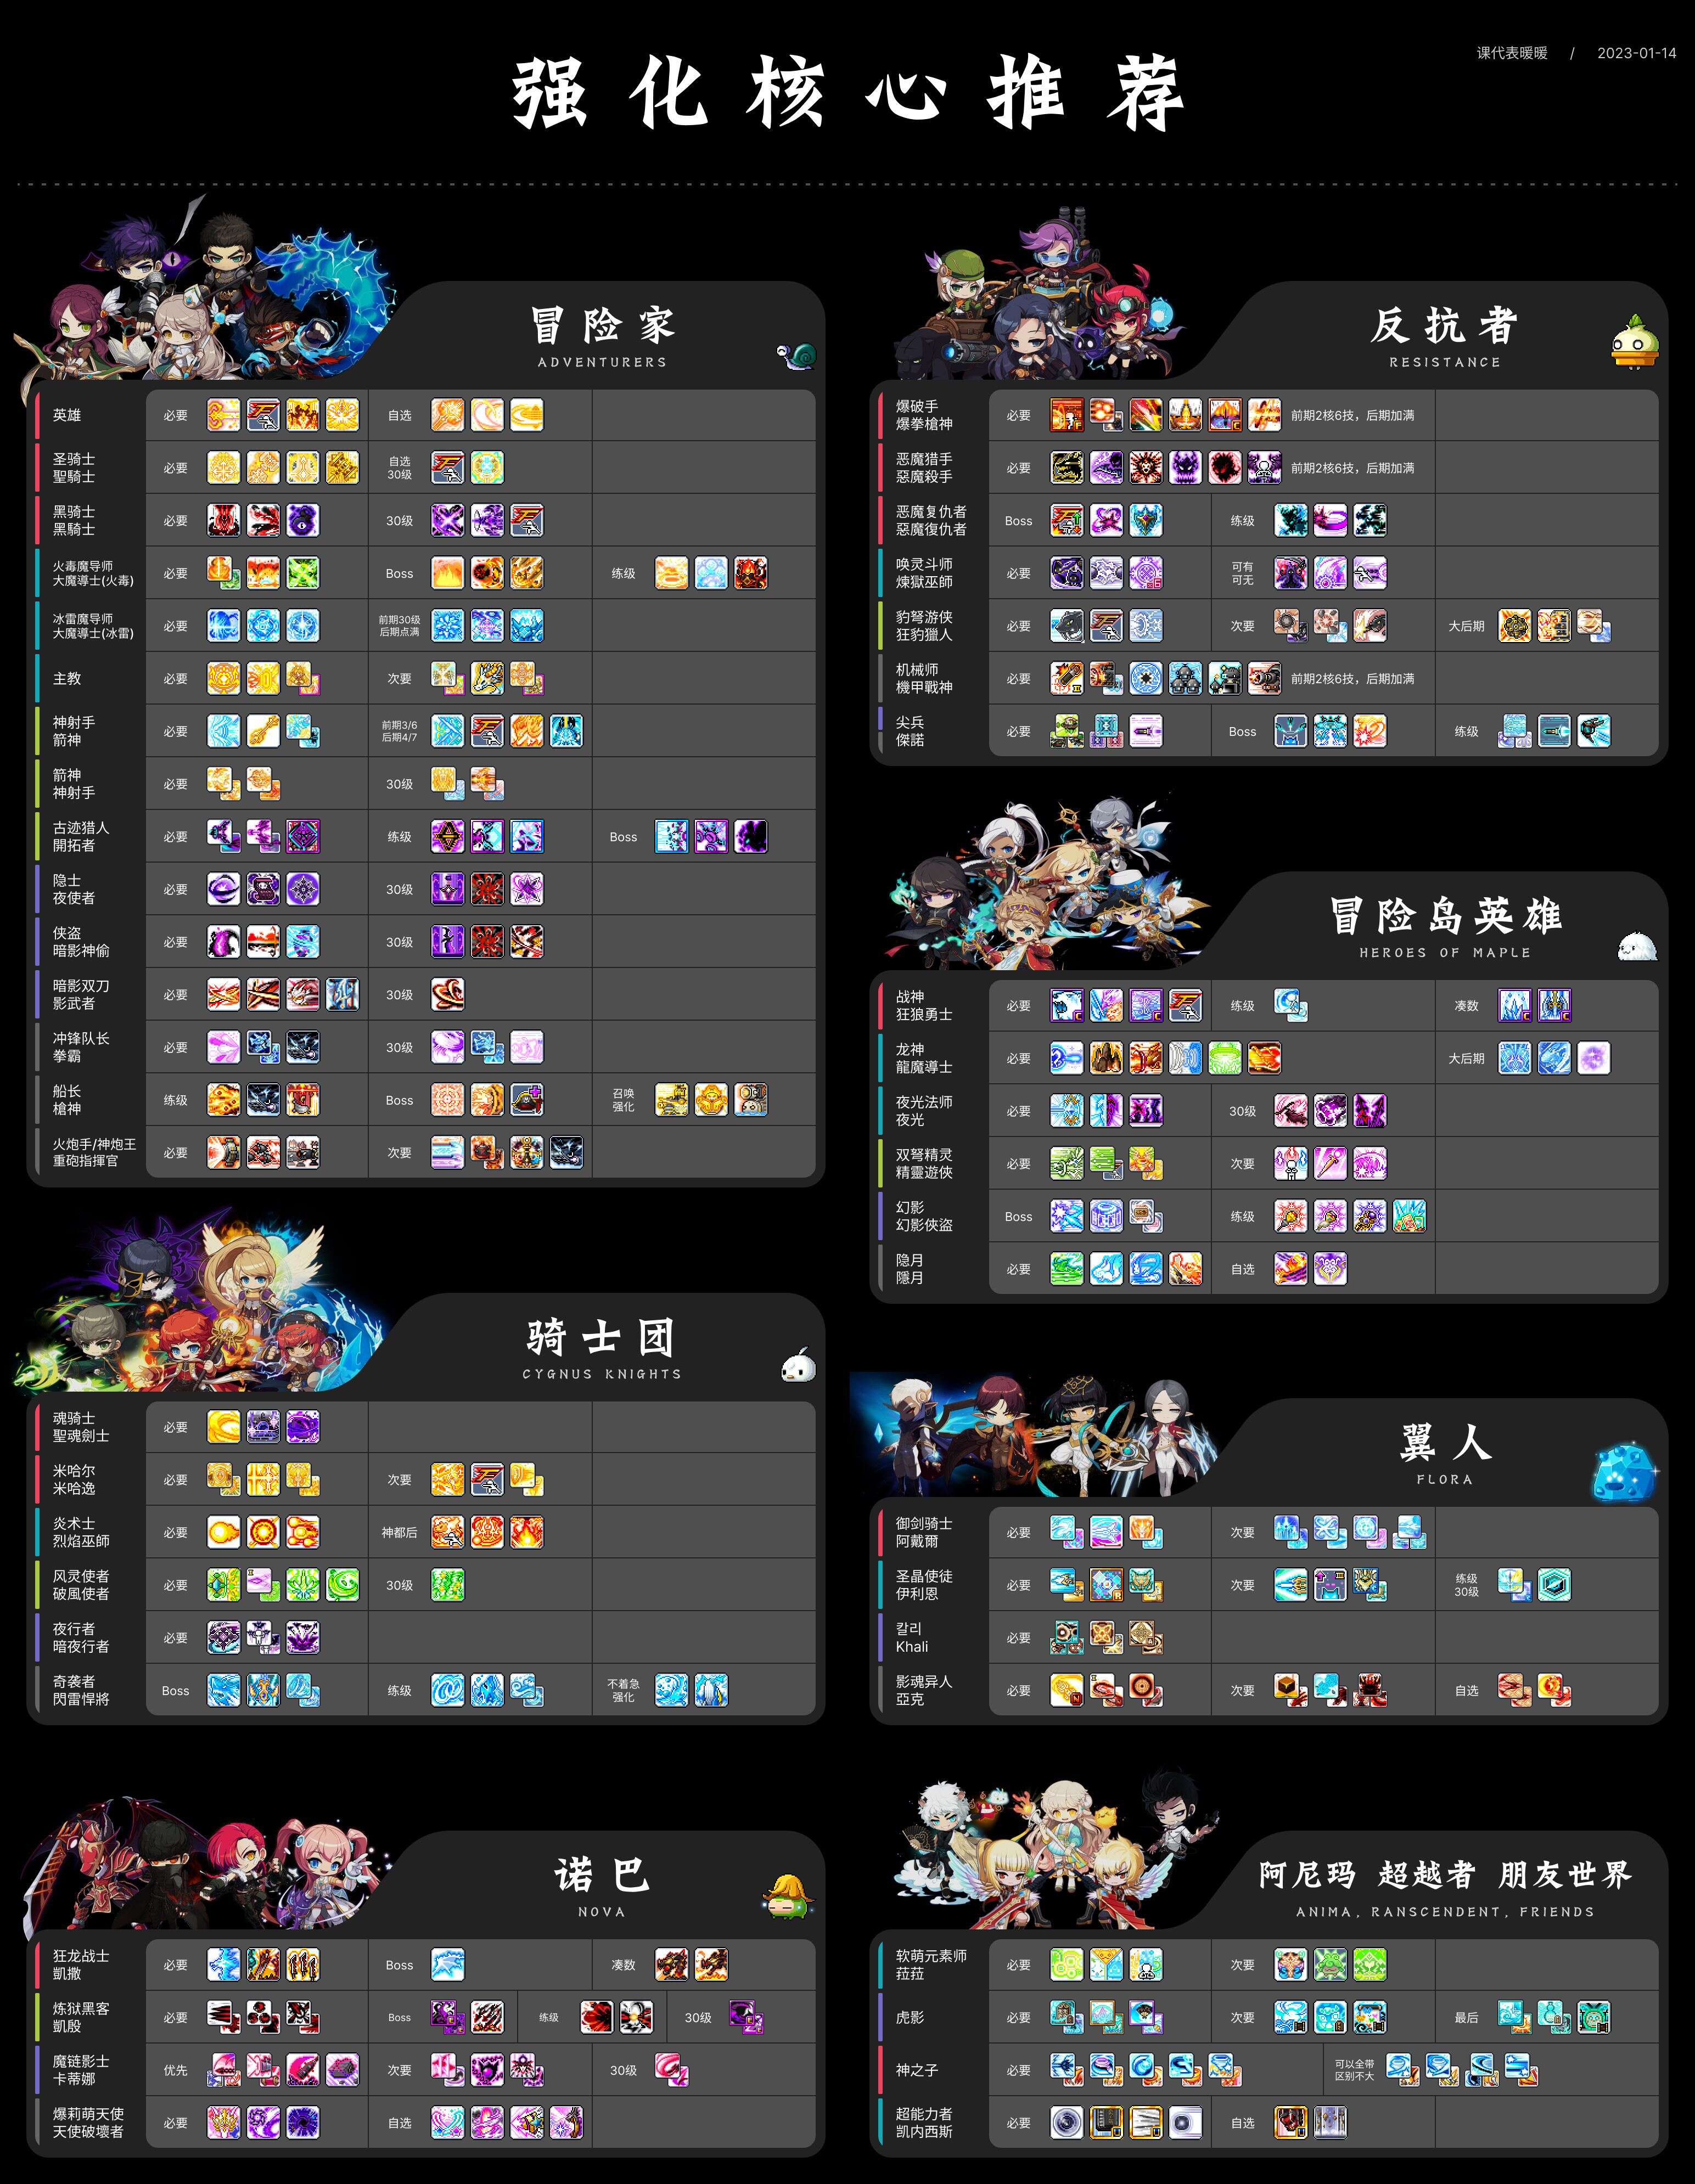 强化核心推荐
课代表暖暖 / 2023-01-14
冒险家
ADVENTURERS
英雄
必要
自选
圣骑士
聖騎士
必要
自选
30级
黑骑士
黑騎士
必要
30级
火毒魔导师
大魔導士(火毒)
必要
Boss
练级
冰雷魔导师
大魔導士(冰雷)
必要
前期30级
后期点满
主教
必要
次要
神射手
箭神
必要
前期3/6
后期4/7
箭神
神射手
必要
30级
古迹猎人
開拓者
必要
练级
Boss
隐士
夜使者
必要
30级
侠盗
暗影神偷
必要
30级
暗影双刀
影武者
必要
30级
冲锋队长
拳霸
必要
30级
船长
槍神
练级
Boss
召唤
强化
火炮手/神炮王
重砲指揮官
必要
次要
反抗者
RESISTANCE
爆破手
爆拳槍神
必要
前期2核6技，后期加满
恶魔猎手
惡魔殺手
必要
前期2核6技，后期加满
恶魔复仇者
惡魔復仇者
Boss
练级
唤灵斗师
煉獄巫師
必要
可有
可无
豹弩游侠
狂豹獵人
必要
次要
大后期
机械师
機甲戰神
必要
前期2核6技，后期加满
尖兵
傑諾
必要
Boss
练级
冒险岛英雄
HEROES OF MAPLE
战神
狂狼勇士
必要
练级
凑数
龙神
龍魔導士
必要
大后期
夜光法师
夜光
必要
30级
双弩精灵
精靈遊俠
必要
次要
幻影
幻影俠盜
Boss
练级
隐月
隱月
必要
自选
骑士团
CYGNUS KNIGHTS
魂骑士
聖魂劍士
必要
米哈尔
米哈逸
必要
次要
炎术士
烈焰巫師
必要
神都后
风灵使者
破風使者
必要
30级
夜行者
暗夜行者
必要
奇袭者
閃雷悍將
Boss
练级
不着急
强化
翼人
FLORA
御剑骑士
阿戴爾
必要
次要
圣晶使徒
伊利恩
必要
次要
练级
30级
칼리
Khali
必要
影魂异人
亞克
必要
次要
自选
诺巴
NOVA
狂龙战士
凱撒
必要
Boss
凑数
炼狱黑客
凱殷
必要
Boss
练级
30级
魔链影士
卡蒂娜
优先
次要
30级
爆莉萌天使
天使破壞者
必要
自选
阿尼玛 超越者 朋友世界
ANIMA, RANSCENDENT, FRIENDS
软萌元素师
菈菈
必要
次要
虎影
必要
次要
最后
神之子
必要
可以全带
区别不大
超能力者
凯内西斯
必要
自选